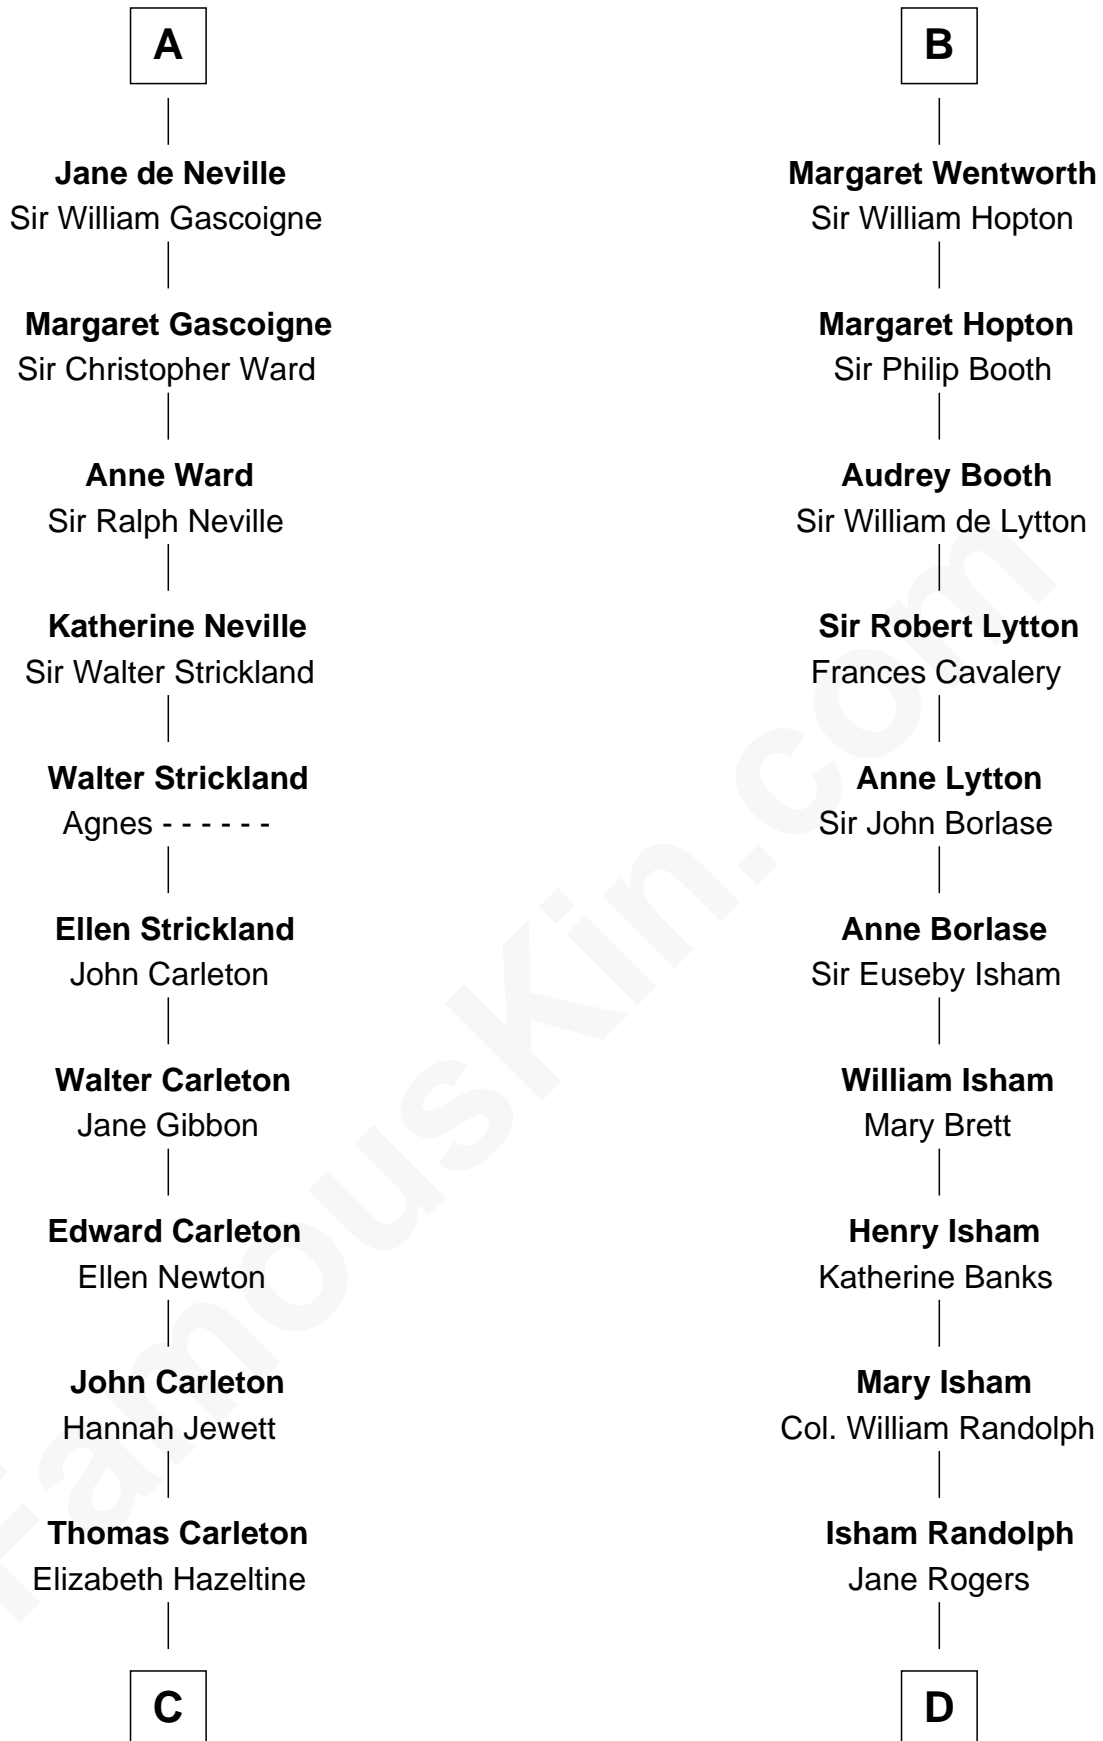 A
Jane de Neville
Sir William Gascoigne
Margaret Gascoigne
Sir Christopher Ward
Anne Ward
Sir Ralph Neville
Katherine Neville
Sir Walter Strickland
Walter Strickland
Agnes - - - - - -
Ellen Strickland
John Carleton
Walter Carleton
Jane Gibbon
Edward Carleton
Ellen Newton
John Carleton
Hannah Jewett
Thomas Carleton
Elizabeth Hazeltine
C
B
Margaret Wentworth
Sir William Hopton
Margaret Hopton
Sir Philip Booth
Audrey Booth
Sir William de Lytton
Sir Robert Lytton
Frances Cavalery
Anne Lytton
Sir John Borlase
Anne Borlase
Sir Euseby Isham
William Isham
Mary Brett
Henry Isham
Katherine Banks
Mary Isham
Col. William Randolph
Isham Randolph
Jane Rogers
D
FamousKin.com